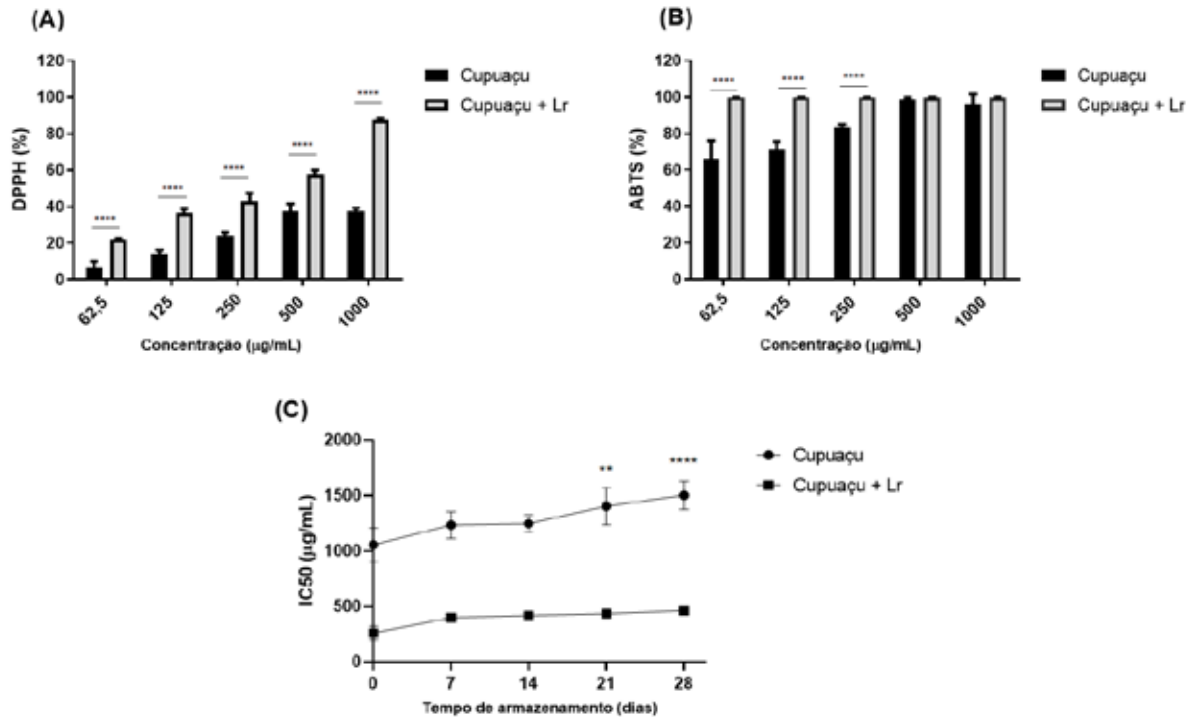 (A)
120
100
80
60
40
20
0
DPPH (%)
****
****
****
****
****
62,5
125
250
500
1000
Concentração (µg/mL)
Cupuaçu
Cupuaçu + Lr
(B)
120
100
80
60
40
20
0
ABTS (%)
****
****
****
62,5
125
250
500
1000
Concentração (µg/mL)
Cupuaçu
Cupuaçu + Lr
(C)
2000
1500
1000
500
0
IC50 (µg/mL)
**
****
0
7
14
21
28
Tempo de armazenamento (dias)
Cupuaçu
Cupuaçu + Lr